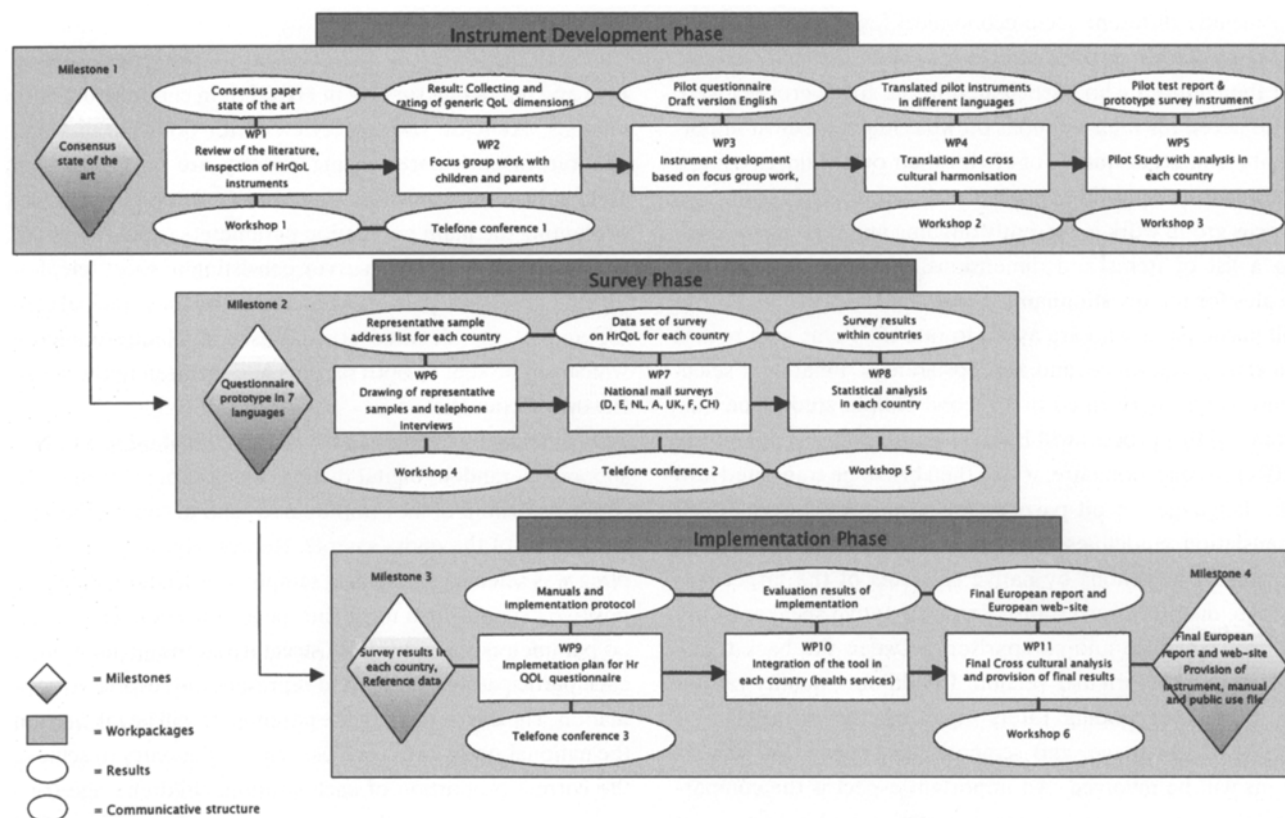 Instrument Development Phase
Milestone 1
Consensus
state of the
art
Consensus paper
state of the art
WP1
Review of the literature,
Inspection of HrQoL
instruments
Workshop 1
Result: Collecting and
rating of generic QoL dimensions
WP2
Focus group work with
children and parents
Telefone conference 1
Pilot questionnaire
Draft version English
WP3
Instrument development
based on focus group work,
Translated pilot instruments
in different languages
WP4
Translation and cross
cultural harmonisation
Workshop 2
Pilot test report &
prototype survey instrument
WP5
Pilot Study with analysis in
each country
Workshop 3
Survey Phase
Milestone 2
Questionnaire
prototype in 7
languages
Representative sample
address list for each country
WP6
Drawing of representative
samples and telephone
interviews
Workshop 4
Data set of survey
on HrQoL for each country
WP7
National mail surveys
(D, E, NL, A, UK, F, CH)
Telefone conference 2
Survey results
within countries
WP8
Statistical analysis
in each country
Workshop 5
Implementation Phase
Milestone 3
Survey results in
each country,
Reference data
Manuals and
implementation protocol
WP9
Implemetation plan for Hr
QOL questionnaire
Telefone conference 3
Evaluation results of
implementation
WP10
Integration of the tool in
each country (health services)
Final European report and
European web-site
WP11
Final Cross cultural analysis
and provision of final results
Workshop 6
Milestone 4
Final European
report and web-site
Provision of
instrument, manual
and public use file
= Milestones
= Workpackages
= Results
= Communicative structure